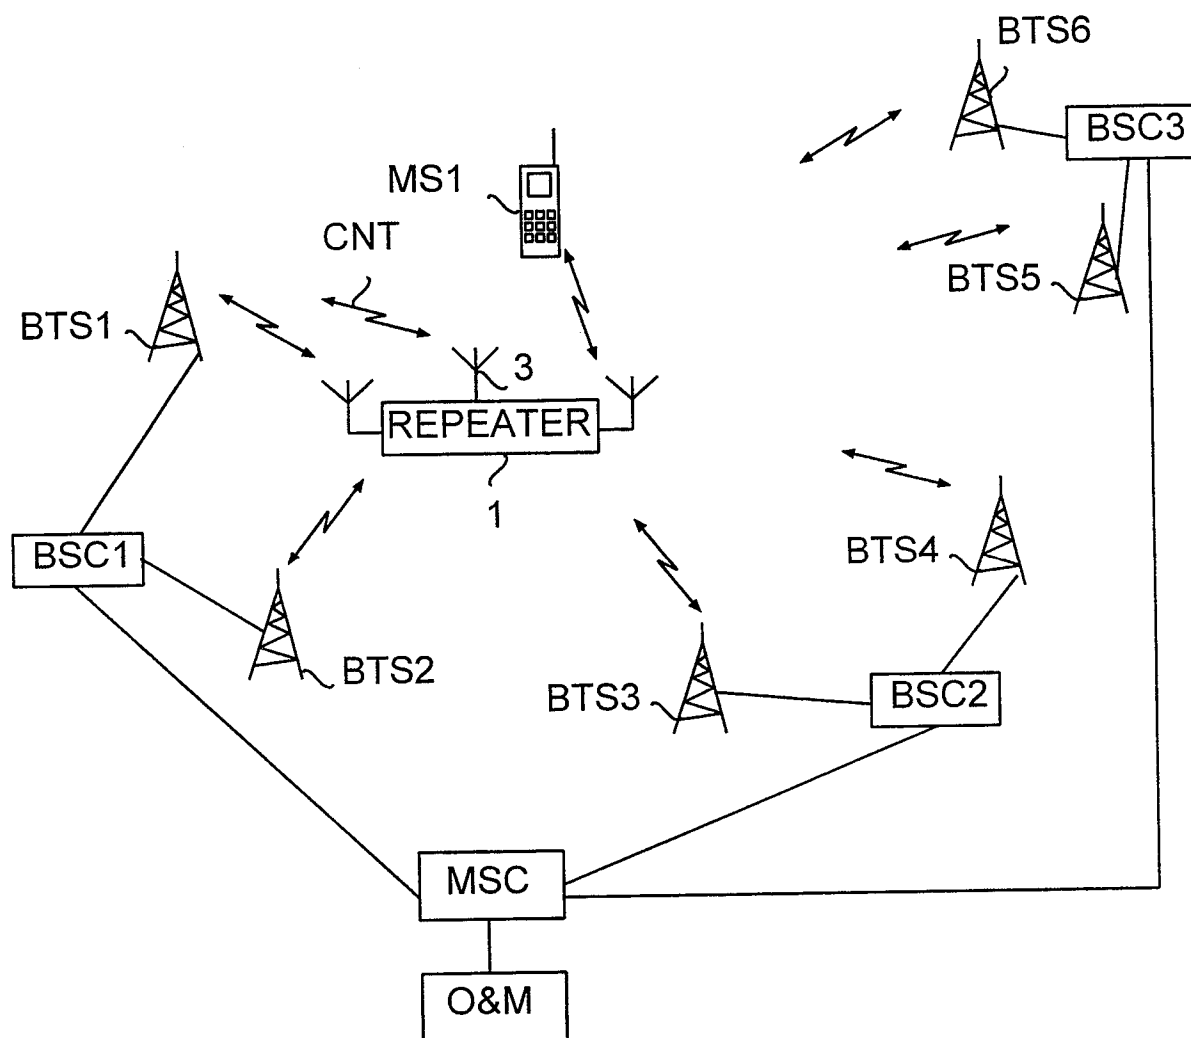 BTS6
BSC3
MS1
CNT
BTS5
BTS1
3
REPEATER
1
BSC1
BTS4
BTS2
BTS3
BSC2
MSC
O&M